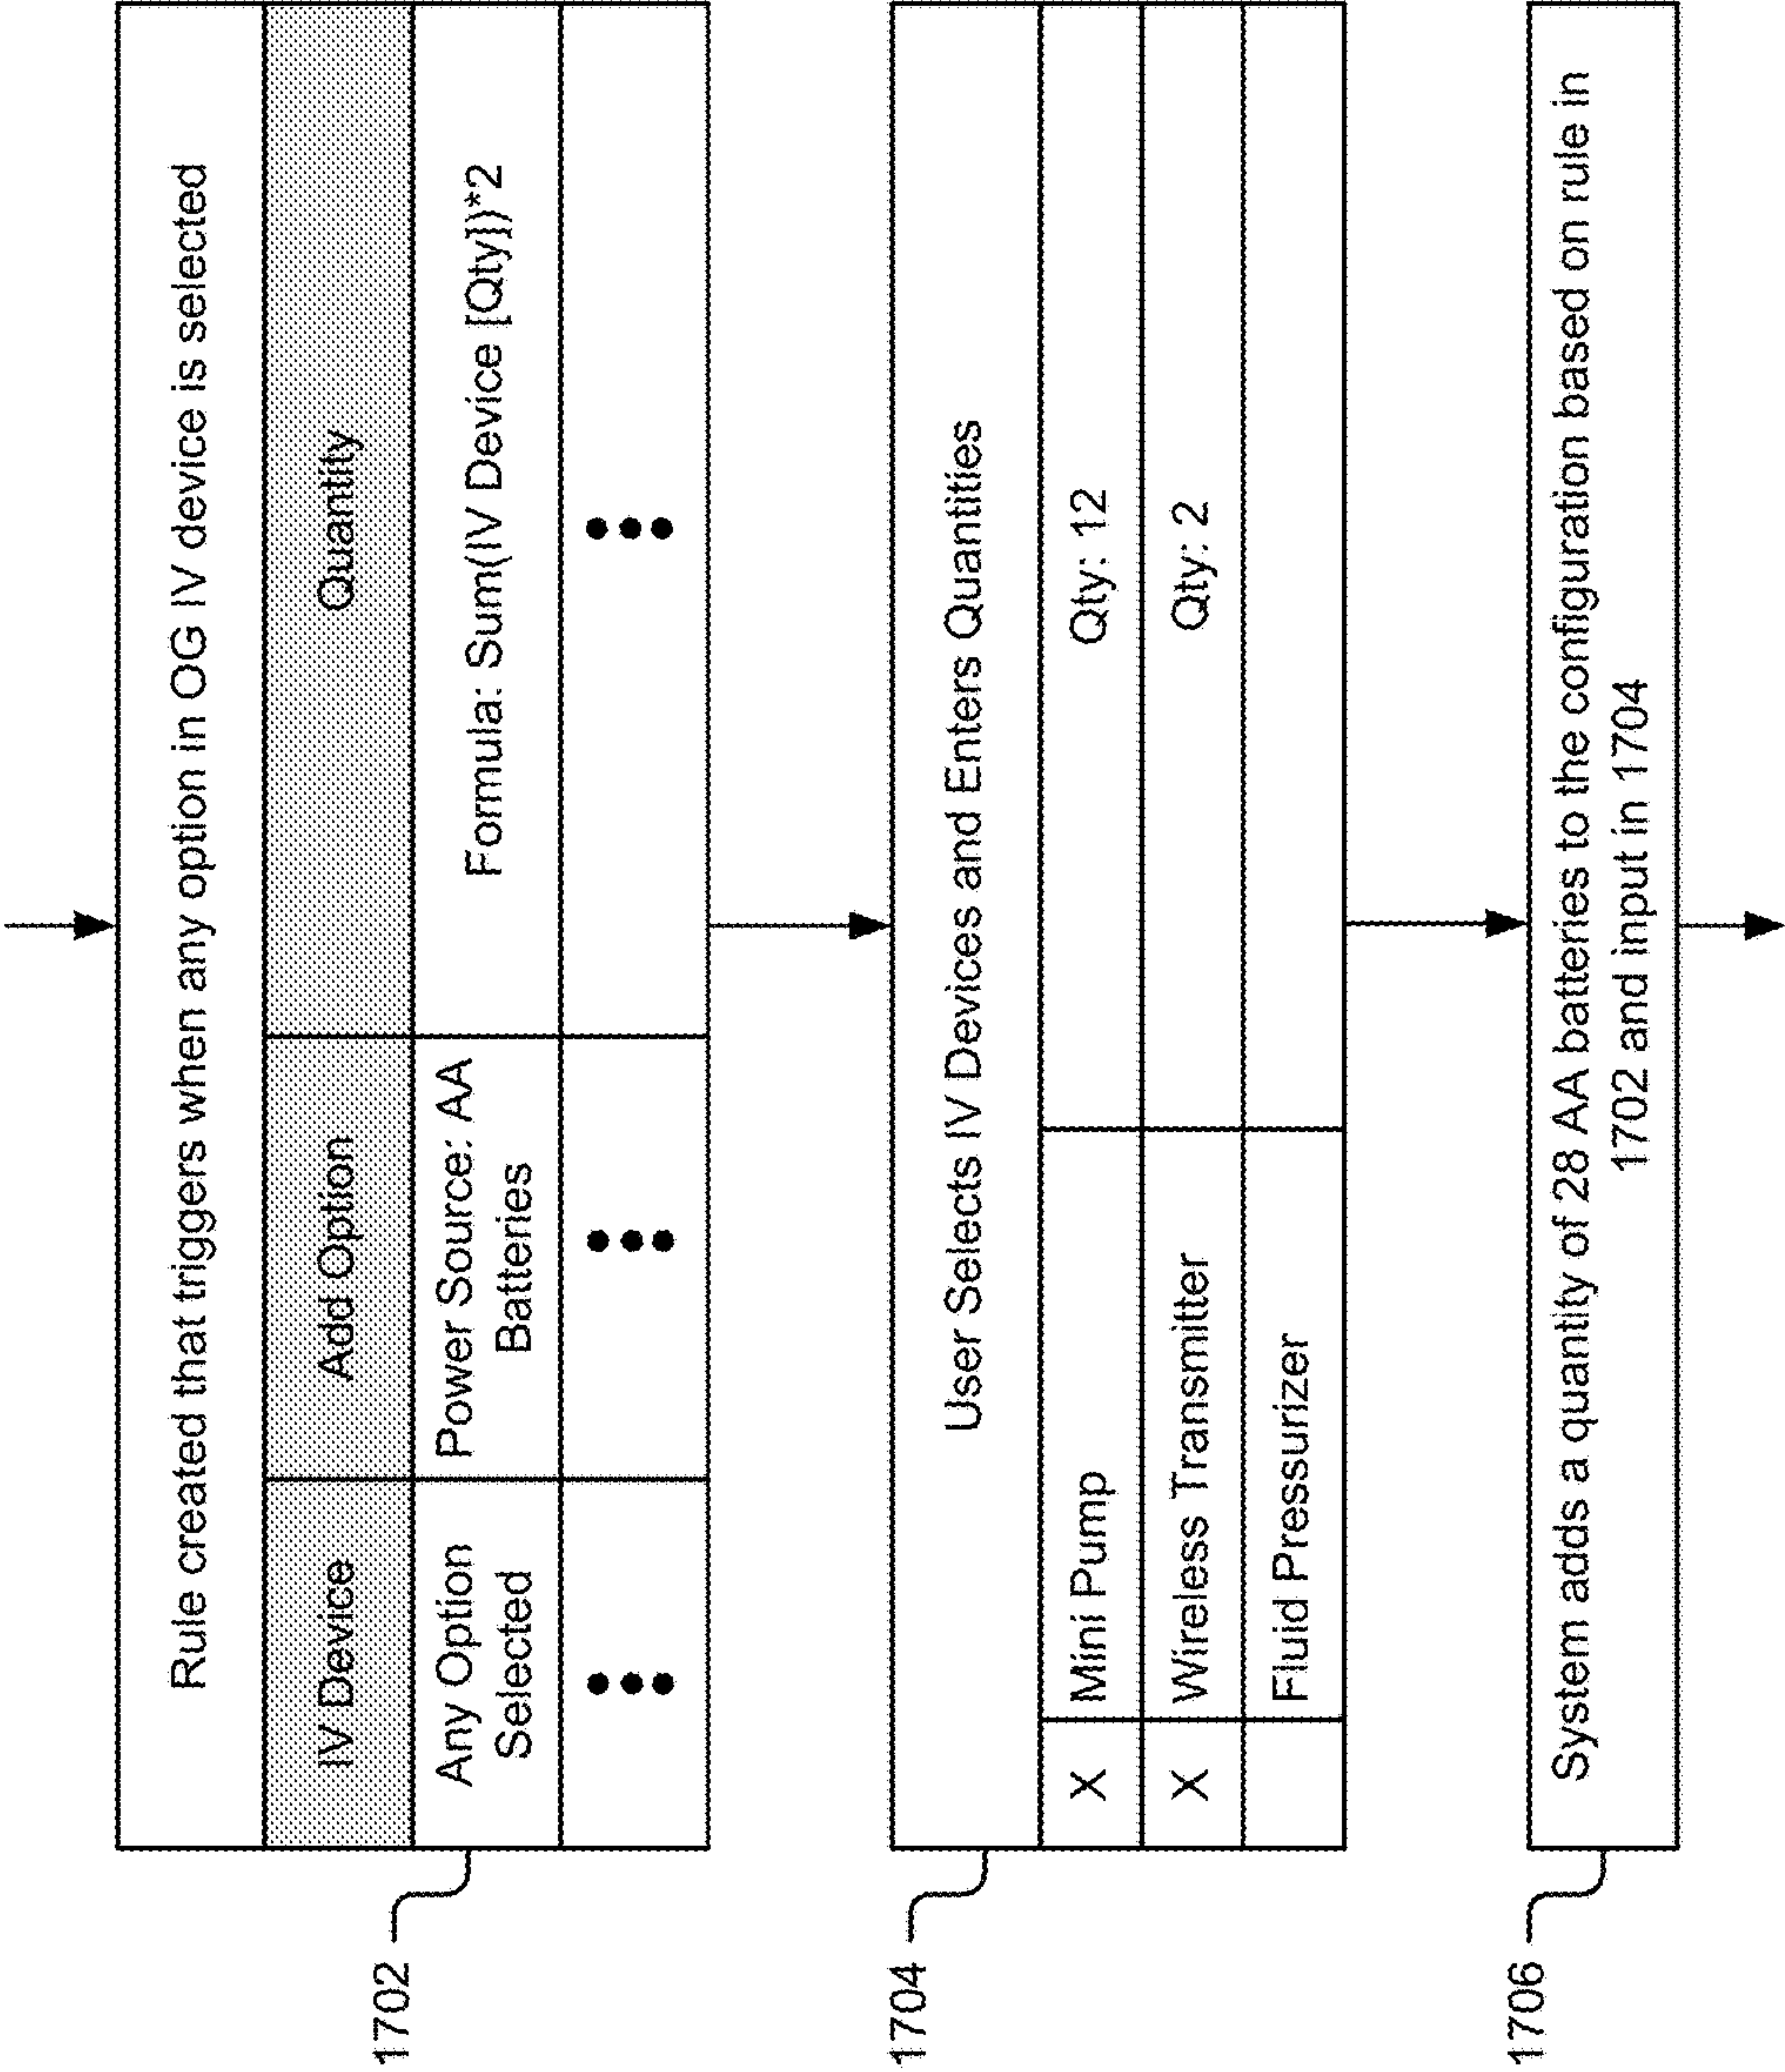 Rule created that triggers when any option in OG IV device is selected
IV Device
Add Option
Quantity
Any Option
Selected
Power Source: AA
Batteries
Formula: Sum(IV Device [Qty])*2
1702
User Selects IV Devices and Enters Quantities
X
Mini Pump
Qty: 12
X
Wireless Transmitter
Qty: 2
Fluid Pressurizer
1704
System adds a quantity of 28 AA batteries to the configuration based on rule in
1702 and input in 1704
1706